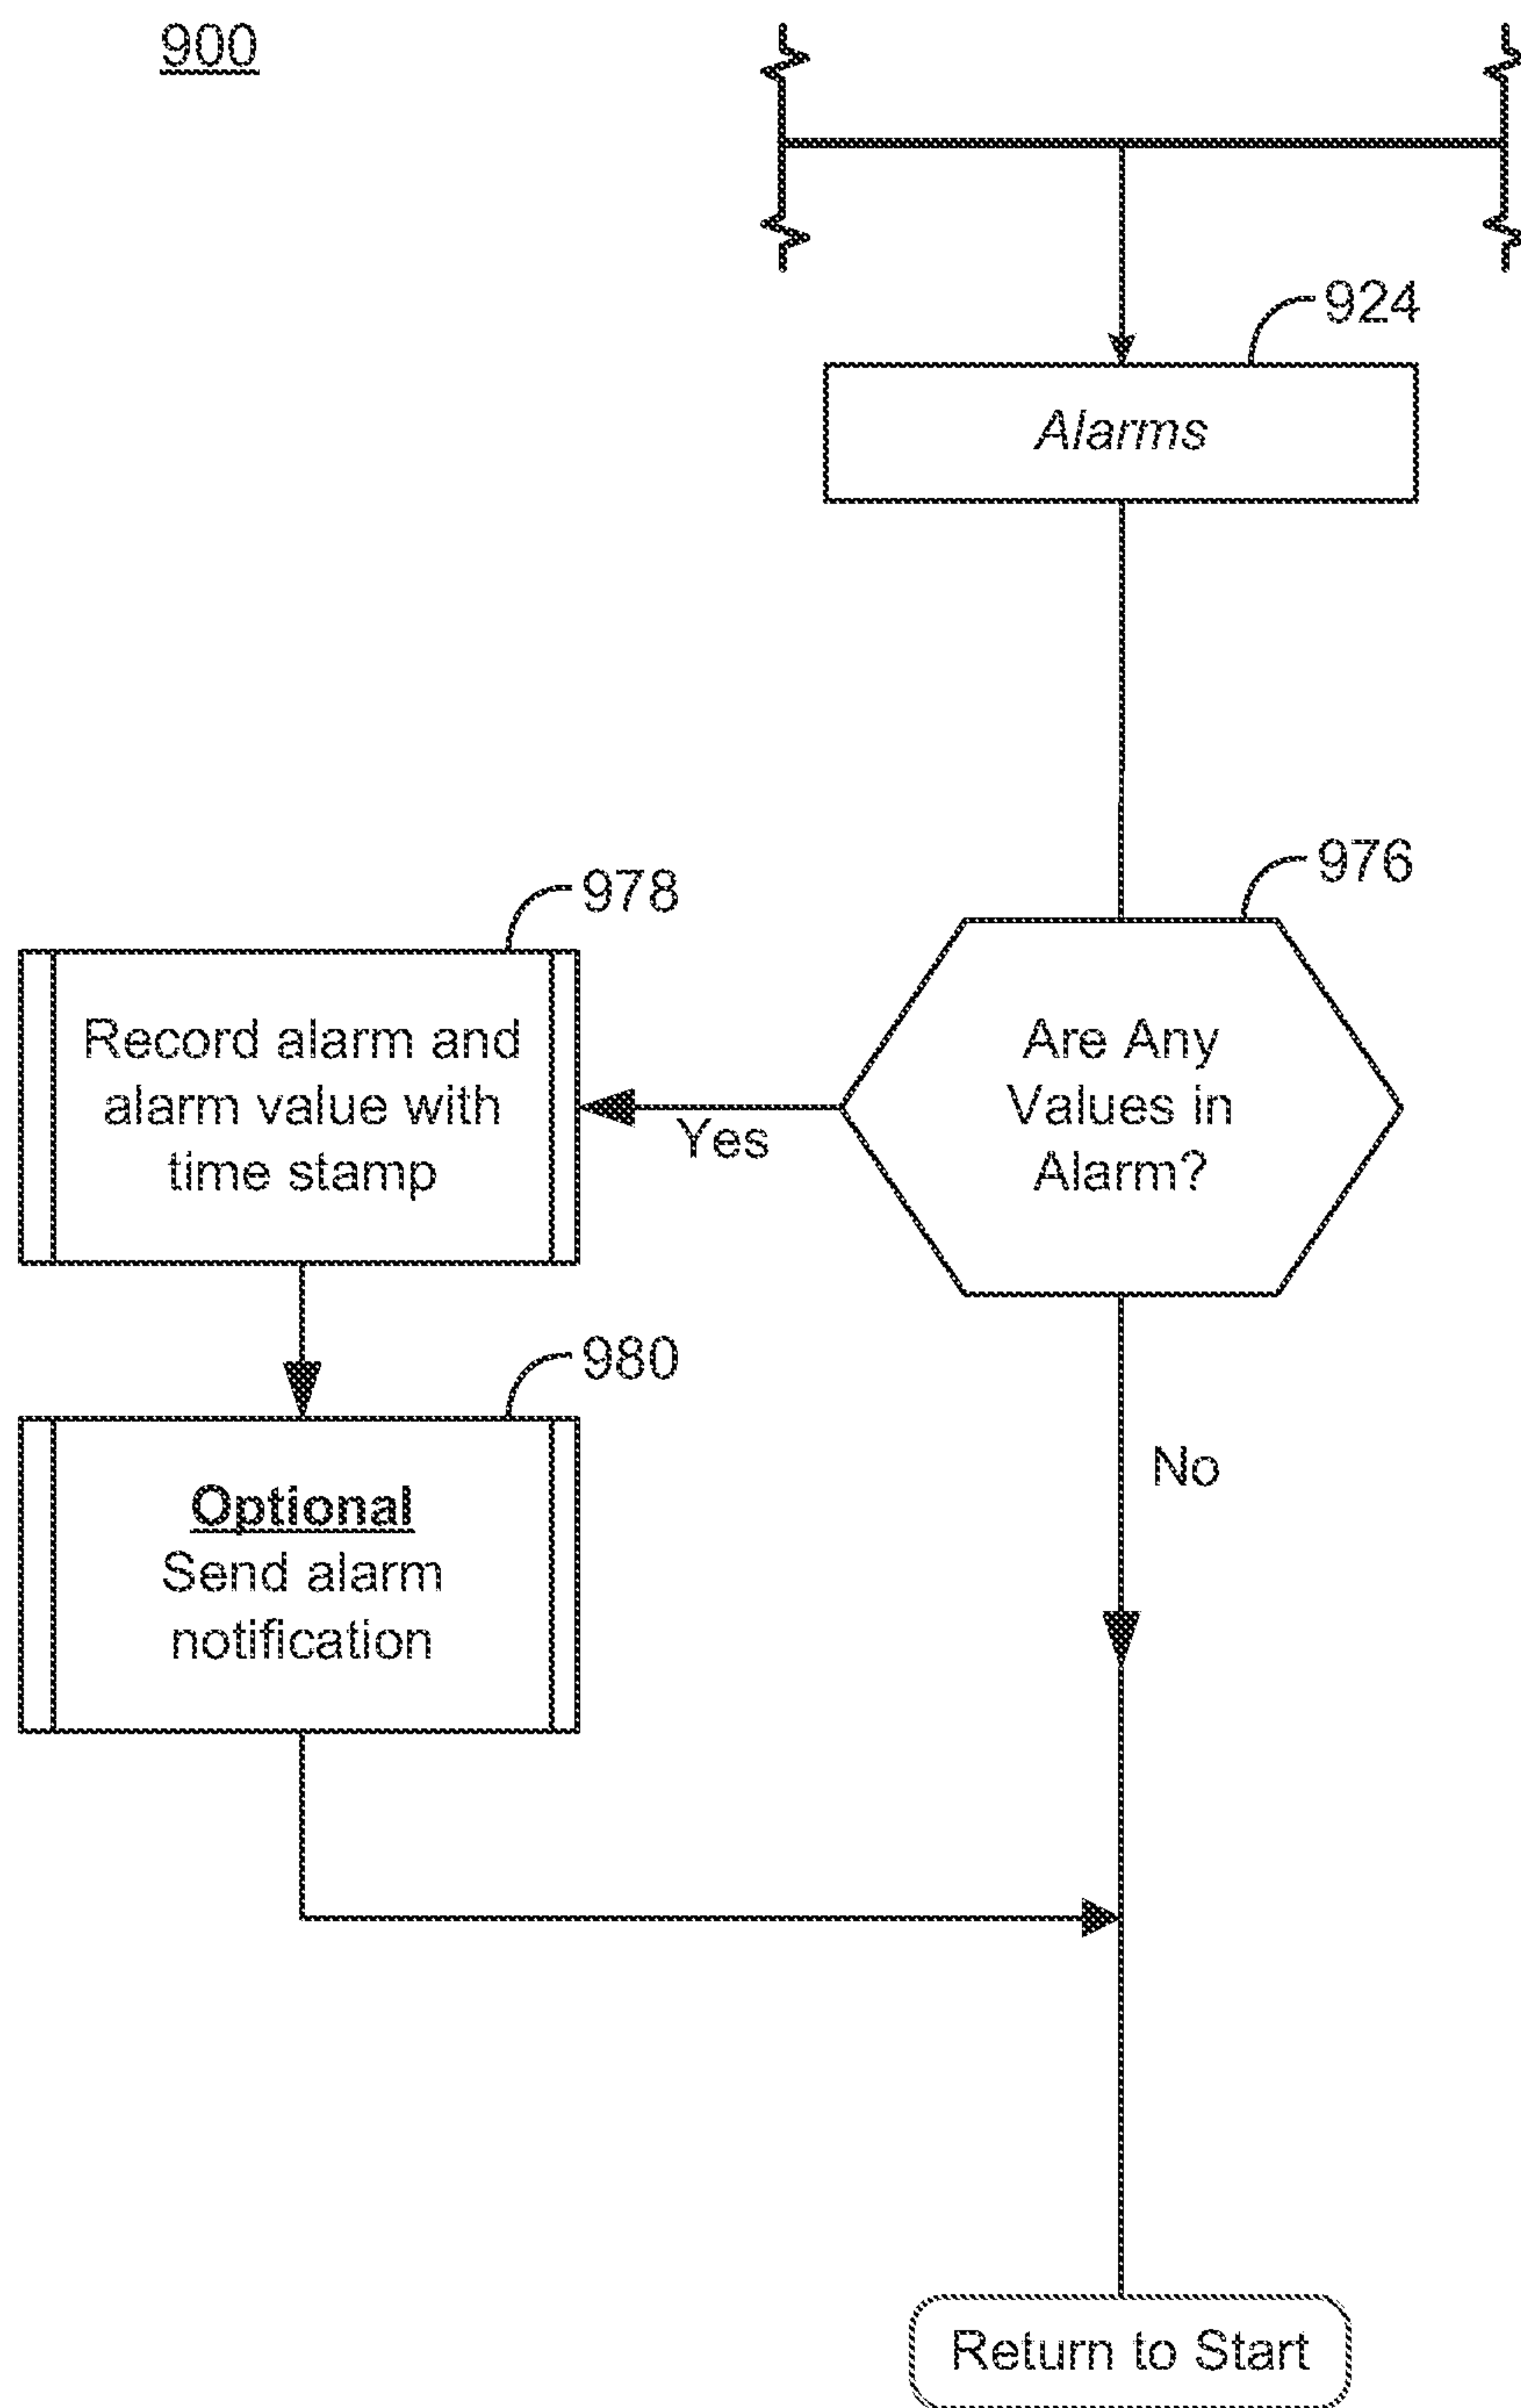 900
924
Alarms
976
978
Are Any
Values in
Alarm?
Record alarm and
alarm value with
time stamp
Yes
980
No
Optional
Send alarm
notification
Return to Start